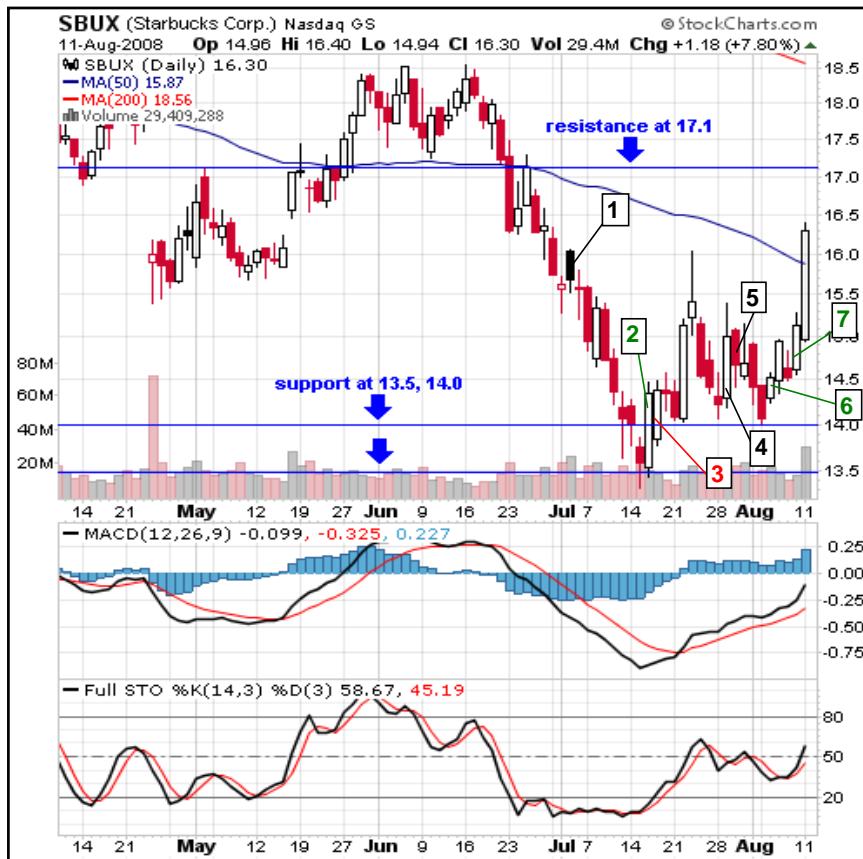 SBUX (Starbucks Corp.) Nasdaq GS © StockCharts.com
11-Aug-2008 Op 14.96 Hi 16.40 Lo 14.94 Cl 16.30 Vol 29.4M Chg +1.18 (+7.80%)
SBUX (Daily) 16.30
MA(50) 15.87
MA(200) 18.56
Volume 29,409,288
18.5
18.0
17.5
17.0
16.5
16.0
15.5
15.0
14.5
14.0
13.5
resistance at 17.1
1
2
3
4
5
6
7
support at 13.5, 14.0
80M
60M
40M
20M
14 21 May 12 19 27 Jun 9 16 23 Jul 7 14 21 28 Aug 11
MACD(12,26,9) -0.099, -0.325, 0.227
0.25
0.00
-0.25
-0.50
-0.75
Full STO %K(14,3) %D(3) 58.67, 45.19
80
50
20
14 21 May 12 19 27 Jun 9 16 23 Jul 7 14 21 28 Aug 11